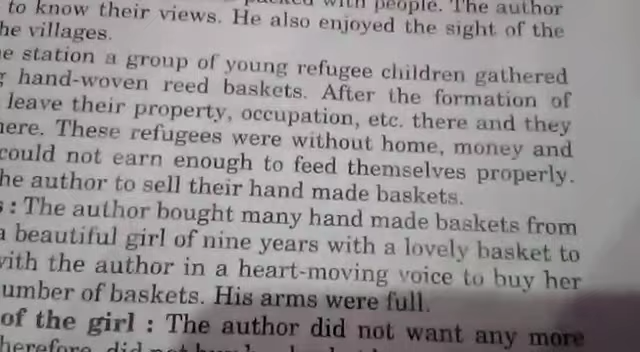 to know their views. He also enjoyed the sight of the
he villages.
e station a group of young refugee children gathered
g hand-woven reed baskets. After the formation of
leave their property, occupation, etc. there and they
here. These refugees were without home, money and
could not earn enough to feed themselves properly.
he author to sell their hand made baskets.
s : The author bought many hand made baskets from
a beautiful girl of nine years with a lovely basket to
with the author in a heart-moving voice to buy her
umber of baskets. His arms were full.
of the girl : The author did not want any more
herefore, did not